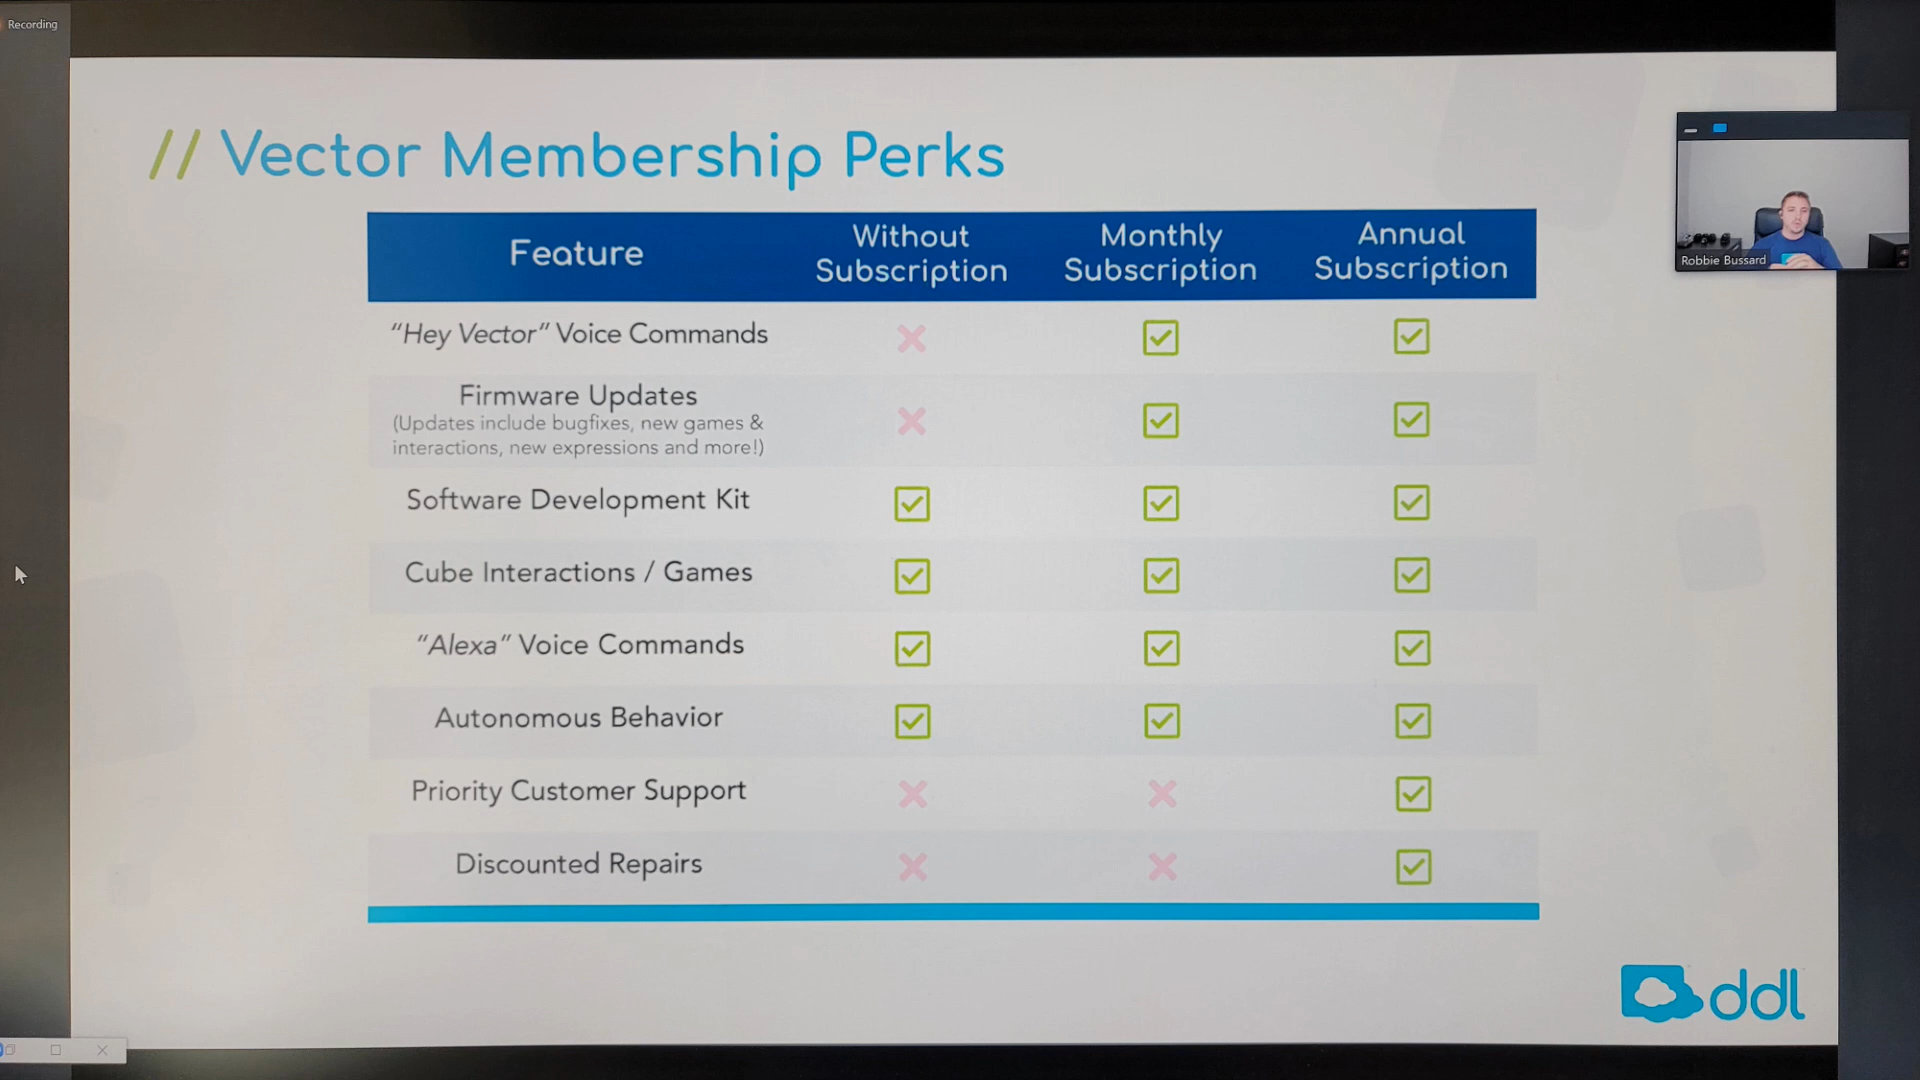 Recording
// Vector Membership Perks
Robbie Bussard
Feature
Without
Subscription
Monthly
Subscription
Annual
Subscription
“Hey Vector” Voice Commands
Firmware Updates
(Updates include bugfixes, new games &
interactions, new expressions and more!)
Software Development Kit
Cube Interactions / Games
“Alexa” Voice Commands
Autonomous Behavior
Priority Customer Support
Discounted Repairs
ddl